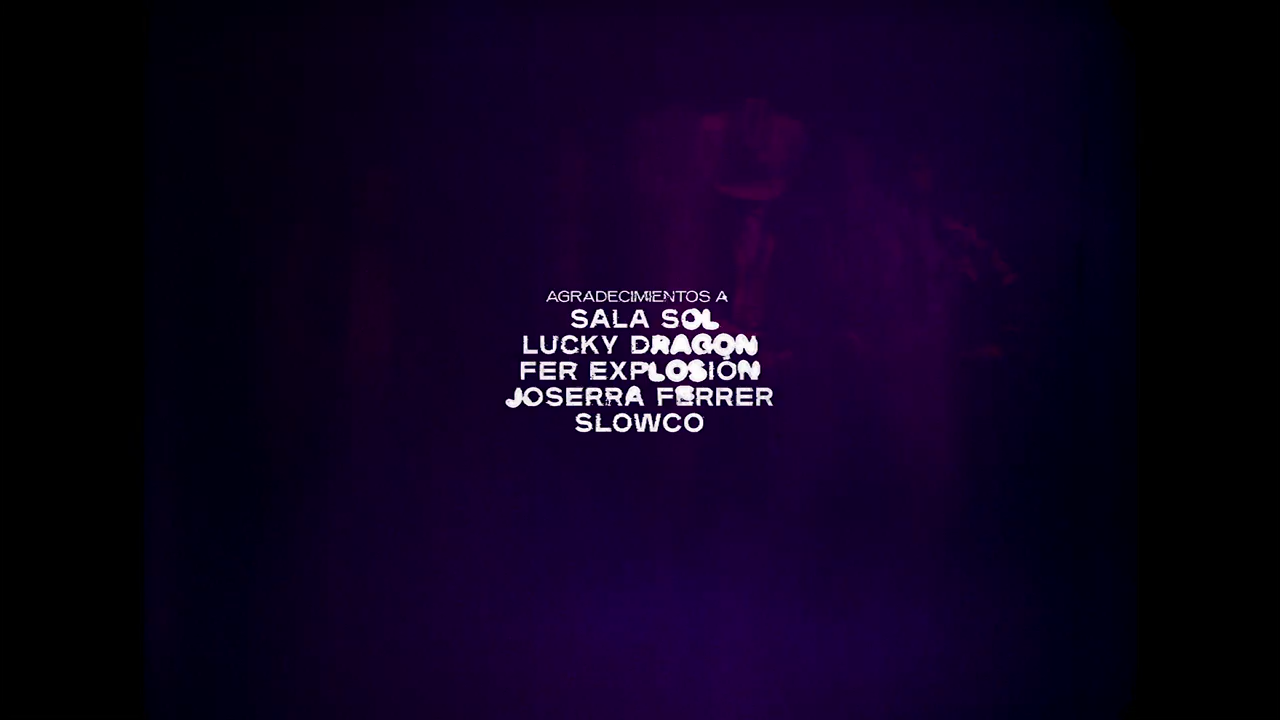 AGRADECIMIENTOS A
SALA SOL
LUCKY DRAGON
FER EXPLOSIÓN
JOSERRA FERRER
SLOWCO